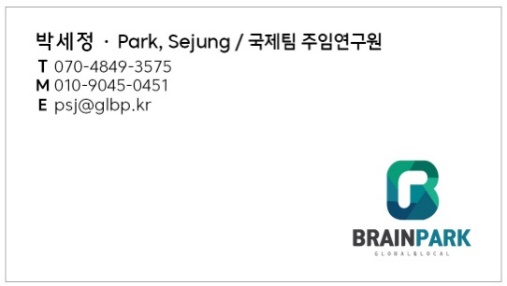 박세정 · Park, Sejung / 국제팀 주임연구원
T 070-4849-3575
M 010-9045-0451
E psj@glbp.kr
BRAINPARK
GLOBAL&LOCAL